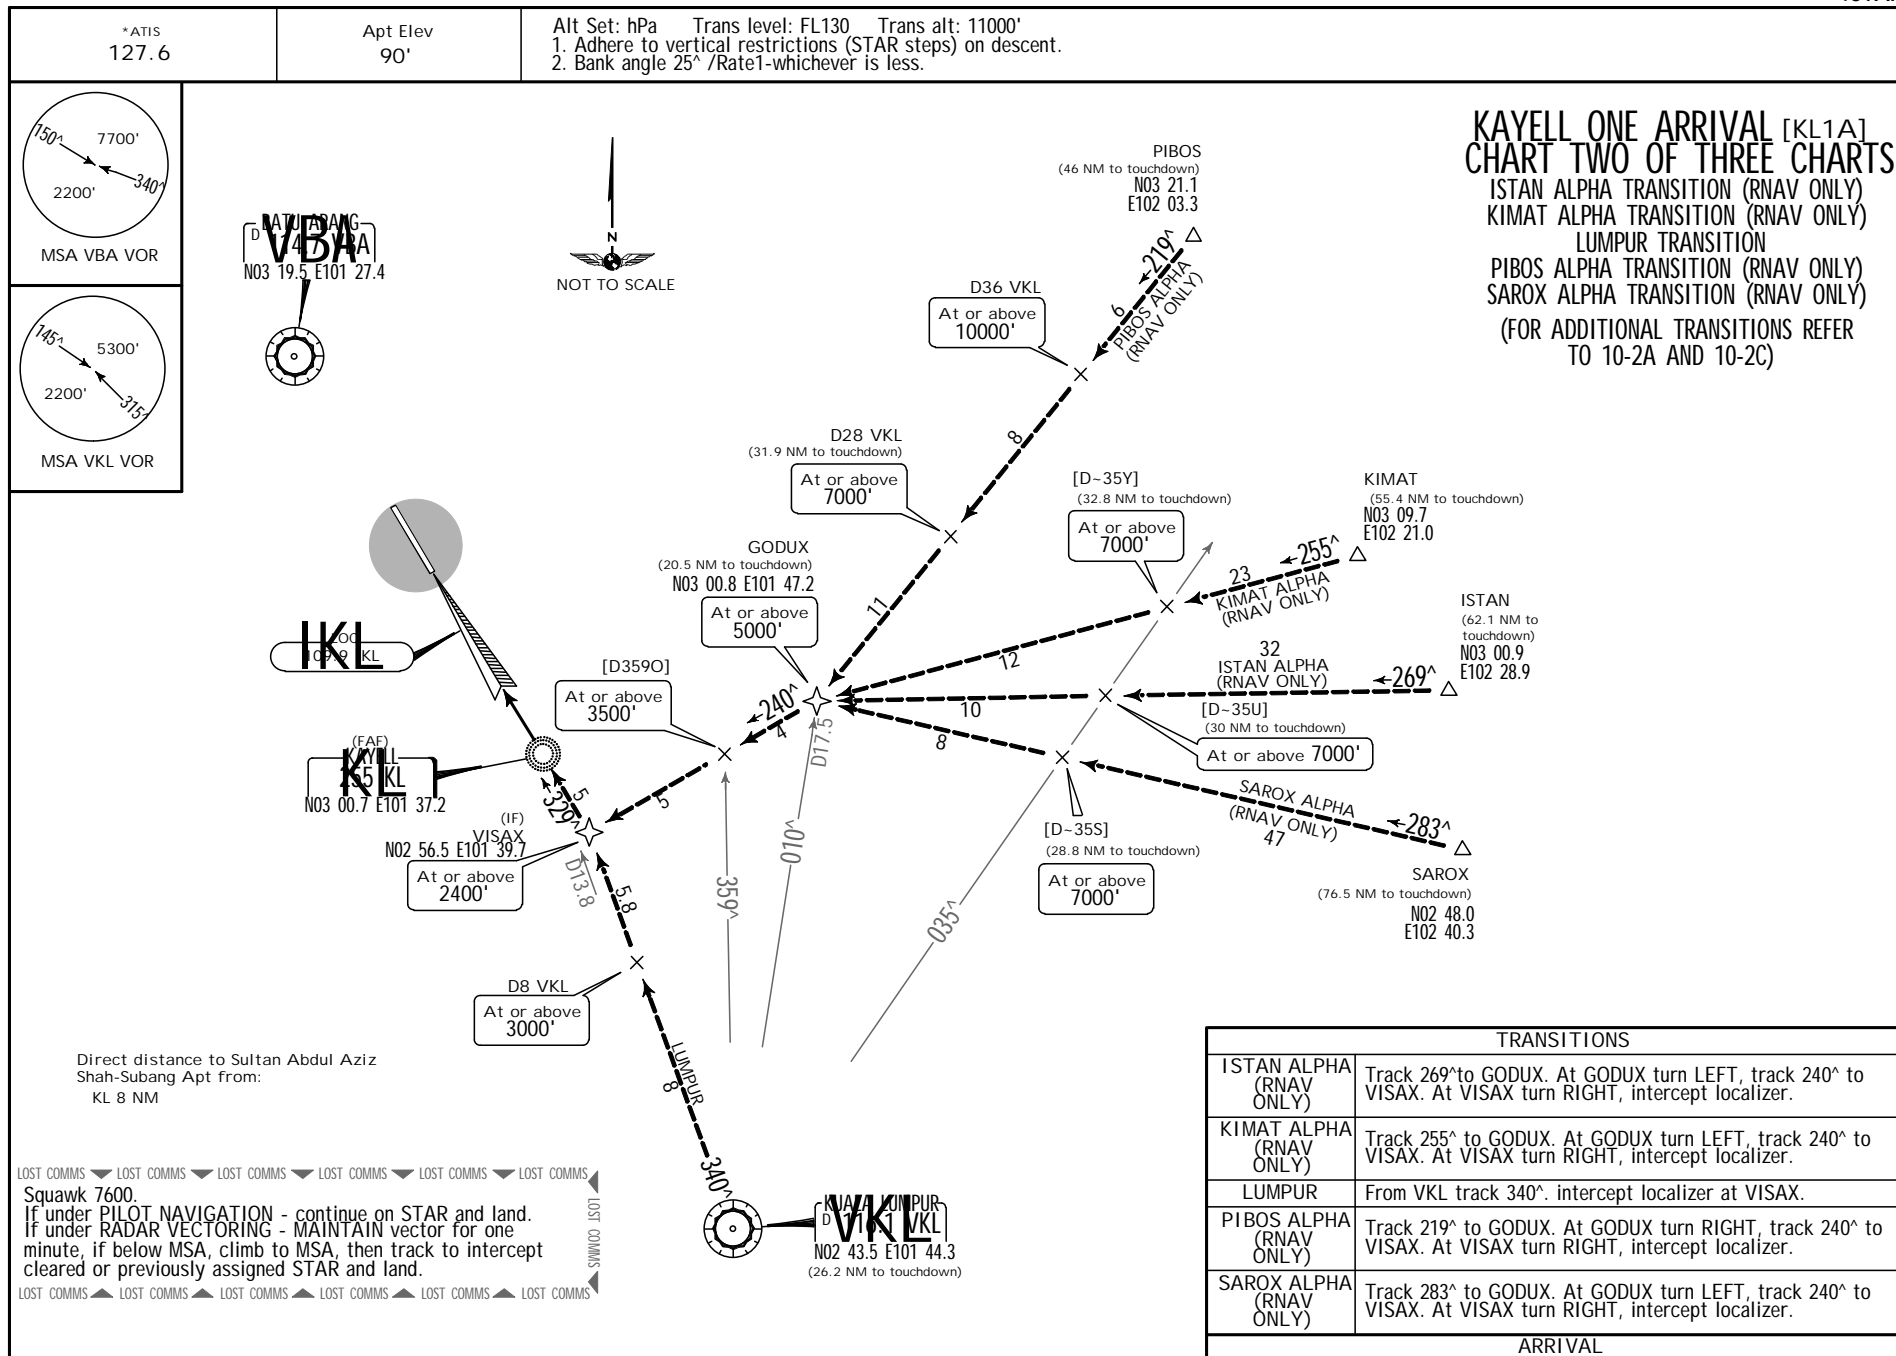 *ATIS
127.6
Apt Elev
90'
Alt Set: hPa Trans level: FL130 Trans alt: 11000'
1. Adhere to vertical restrictions (STAR steps) on descent.
2. Bank angle 25^ /Rate1-whichever is less.
150^
7700'
340^
2200'
MSA VBA VOR
145^
5300'
2200'
315^
MSA VKL VOR
KAYELL ONE ARRIVAL [KL1A]
CHART TWO OF THREE CHARTS
ISTAN ALPHA TRANSITION (RNAV ONLY)
KIMAT ALPHA TRANSITION (RNAV ONLY)
LUMPUR TRANSITION
PIBOS ALPHA TRANSITION (RNAV ONLY)
SAROX ALPHA TRANSITION (RNAV ONLY)
(FOR ADDITIONAL TRANSITIONS REFER
TO 10-2A AND 10-2C)
BATU ARANG
D 114.7 VBA
VBA
N03 19.5 E101 27.4
N
NOT TO SCALE
PIBOS
(46 NM to touchdown)
N03 21.1
E102 03.3
219^
6
PIBOS ALPHA
(RNAV ONLY)
D36 VKL
At or above
10000'
8
D28 VKL
(31.9 NM to touchdown)
At or above
7000'
11
GODUX
(20.5 NM to touchdown)
N03 00.8 E101 47.2
At or above
5000'
[D~35Y]
(32.8 NM to touchdown)
At or above
7000'
KIMAT
(55.4 NM to touchdown)
N03 09.7
E102 21.0
255^
23
KIMAT ALPHA
(RNAV ONLY)
12
ISTAN
(62.1 NM to
touchdown)
N03 00.9
E102 28.9
269^
32
ISTAN ALPHA
(RNAV ONLY)
10
[D~35U]
(30 NM to touchdown)
At or above 7000'
8
[D~35S]
(28.8 NM to touchdown)
At or above
7000'
SAROX ALPHA
(RNAV ONLY)
47
283^
SAROX
(76.5 NM to touchdown)
N02 48.0
E102 40.3
LOC
109.9 IKL
IKL
[D359O]
At or above
3500'
240^
4
D17.5
5
(FAF)
KAYELL
255 KL
KL
N03 00.7 E101 37.2
5
329^
(IF)
VISAX
N02 56.5 E101 39.7
At or above
2400'
D13.8
5.8
359^
010^
035^
D8 VKL
At or above
3000'
LUMPUR
8
340^
KUALA LUMPUR
D 116.1 VKL
VKL
N02 43.5 E101 44.3
(26.2 NM to touchdown)
Direct distance to Sultan Abdul Aziz
Shah-Subang Apt from:
KL 8 NM
LOST COMMS LOST COMMS LOST COMMS LOST COMMS LOST COMMS LOST COMMS
Squawk 7600.
If under PILOT NAVIGATION - continue on STAR and land.
If under RADAR VECTORING - MAINTAIN vector for one
minute, if below MSA, climb to MSA, then track to intercept
cleared or previously assigned STAR and land.
LOST COMMS
LOST COMMS LOST COMMS LOST COMMS LOST COMMS LOST COMMS LOST COMMS
TRANSITIONS
ISTAN ALPHA
(RNAV
ONLY)
Track 269^to GODUX. At GODUX turn LEFT, track 240^ to
VISAX. At VISAX turn RIGHT, intercept localizer.
KIMAT ALPHA
(RNAV
ONLY)
Track 255^ to GODUX. At GODUX turn LEFT, track 240^ to
VISAX. At VISAX turn RIGHT, intercept localizer.
LUMPUR
From VKL track 340^. intercept localizer at VISAX.
PIBOS ALPHA
(RNAV
ONLY)
Track 219^ to GODUX. At GODUX turn RIGHT, track 240^ to
VISAX. At VISAX turn RIGHT, intercept localizer.
SAROX ALPHA
(RNAV
ONLY)
Track 283^ to GODUX. At GODUX turn LEFT, track 240^ to
VISAX. At VISAX turn RIGHT, intercept localizer.
ARRIVAL